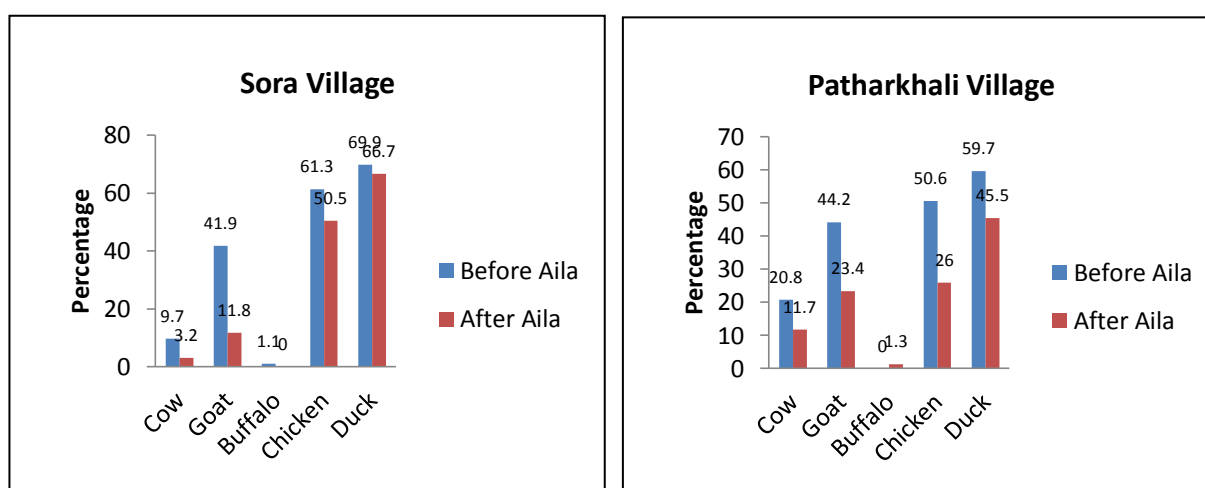 Sora Village
Percentage
80
60
40
20
0
9.7
3.2
41.9
11.8
1.1
0
61.3
50.5
69.9
66.7
Cow
Goat
Buffalo
Chicken
Duck
Before Aila
After Aila
Patharkhali Village
Percentage
70
60
50
40
30
20
10
0
20.8
11.7
44.2
23.4
0
1.3
50.6
26
59.7
45.5
Cow
Goat
Buffalo
Chicken
Duck
Before Aila
After Aila